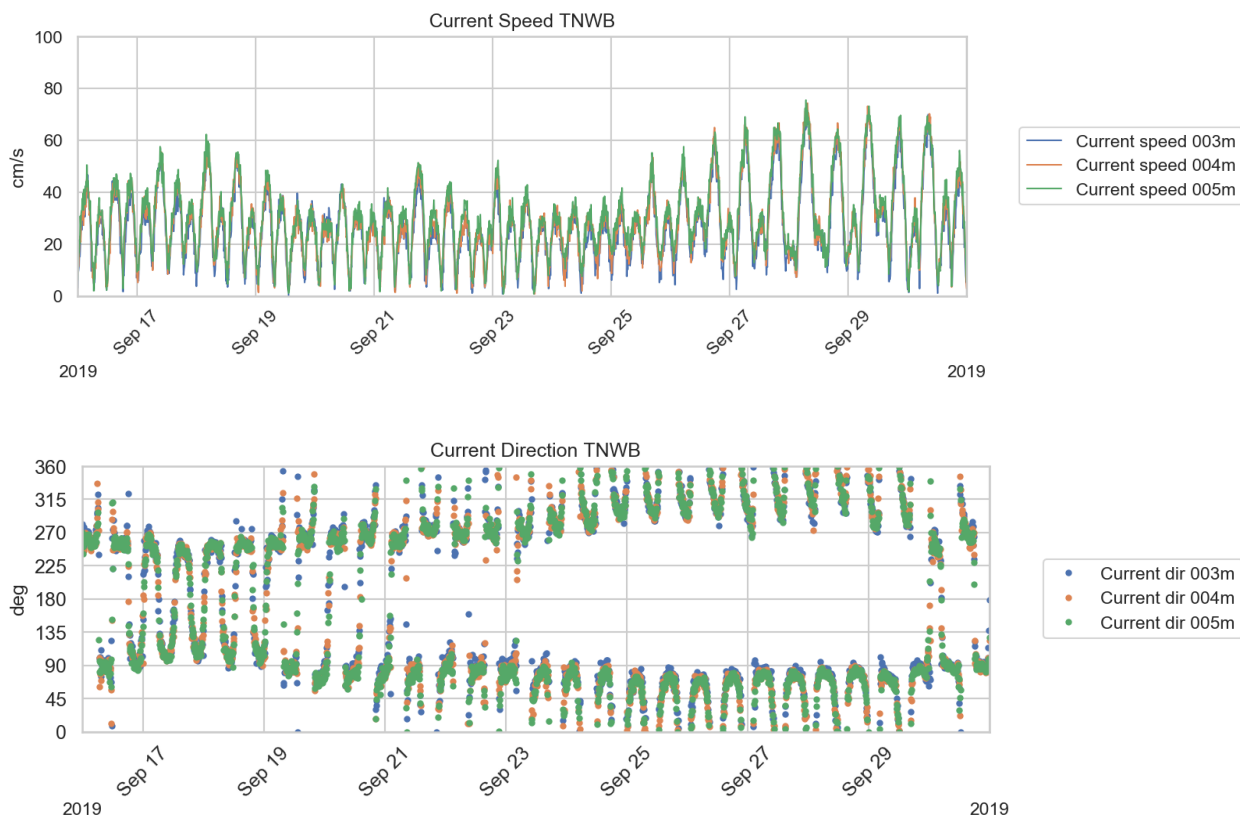 Current Speed TNWB
100
80
60
40
20
0
cm/s
Sep 17
Sep 19
Sep 21
Sep 23
Sep 25
Sep 27
Sep 29
2019
2019
Current speed 003m
Current speed 004m
Current speed 005m
Current Direction TNWB
360
315
270
225
180
135
90
45
0
deg
Sep 17
Sep 19
Sep 21
Sep 23
Sep 25
Sep 27
Sep 29
2019
2019
Current dir 003m
Current dir 004m
Current dir 005m